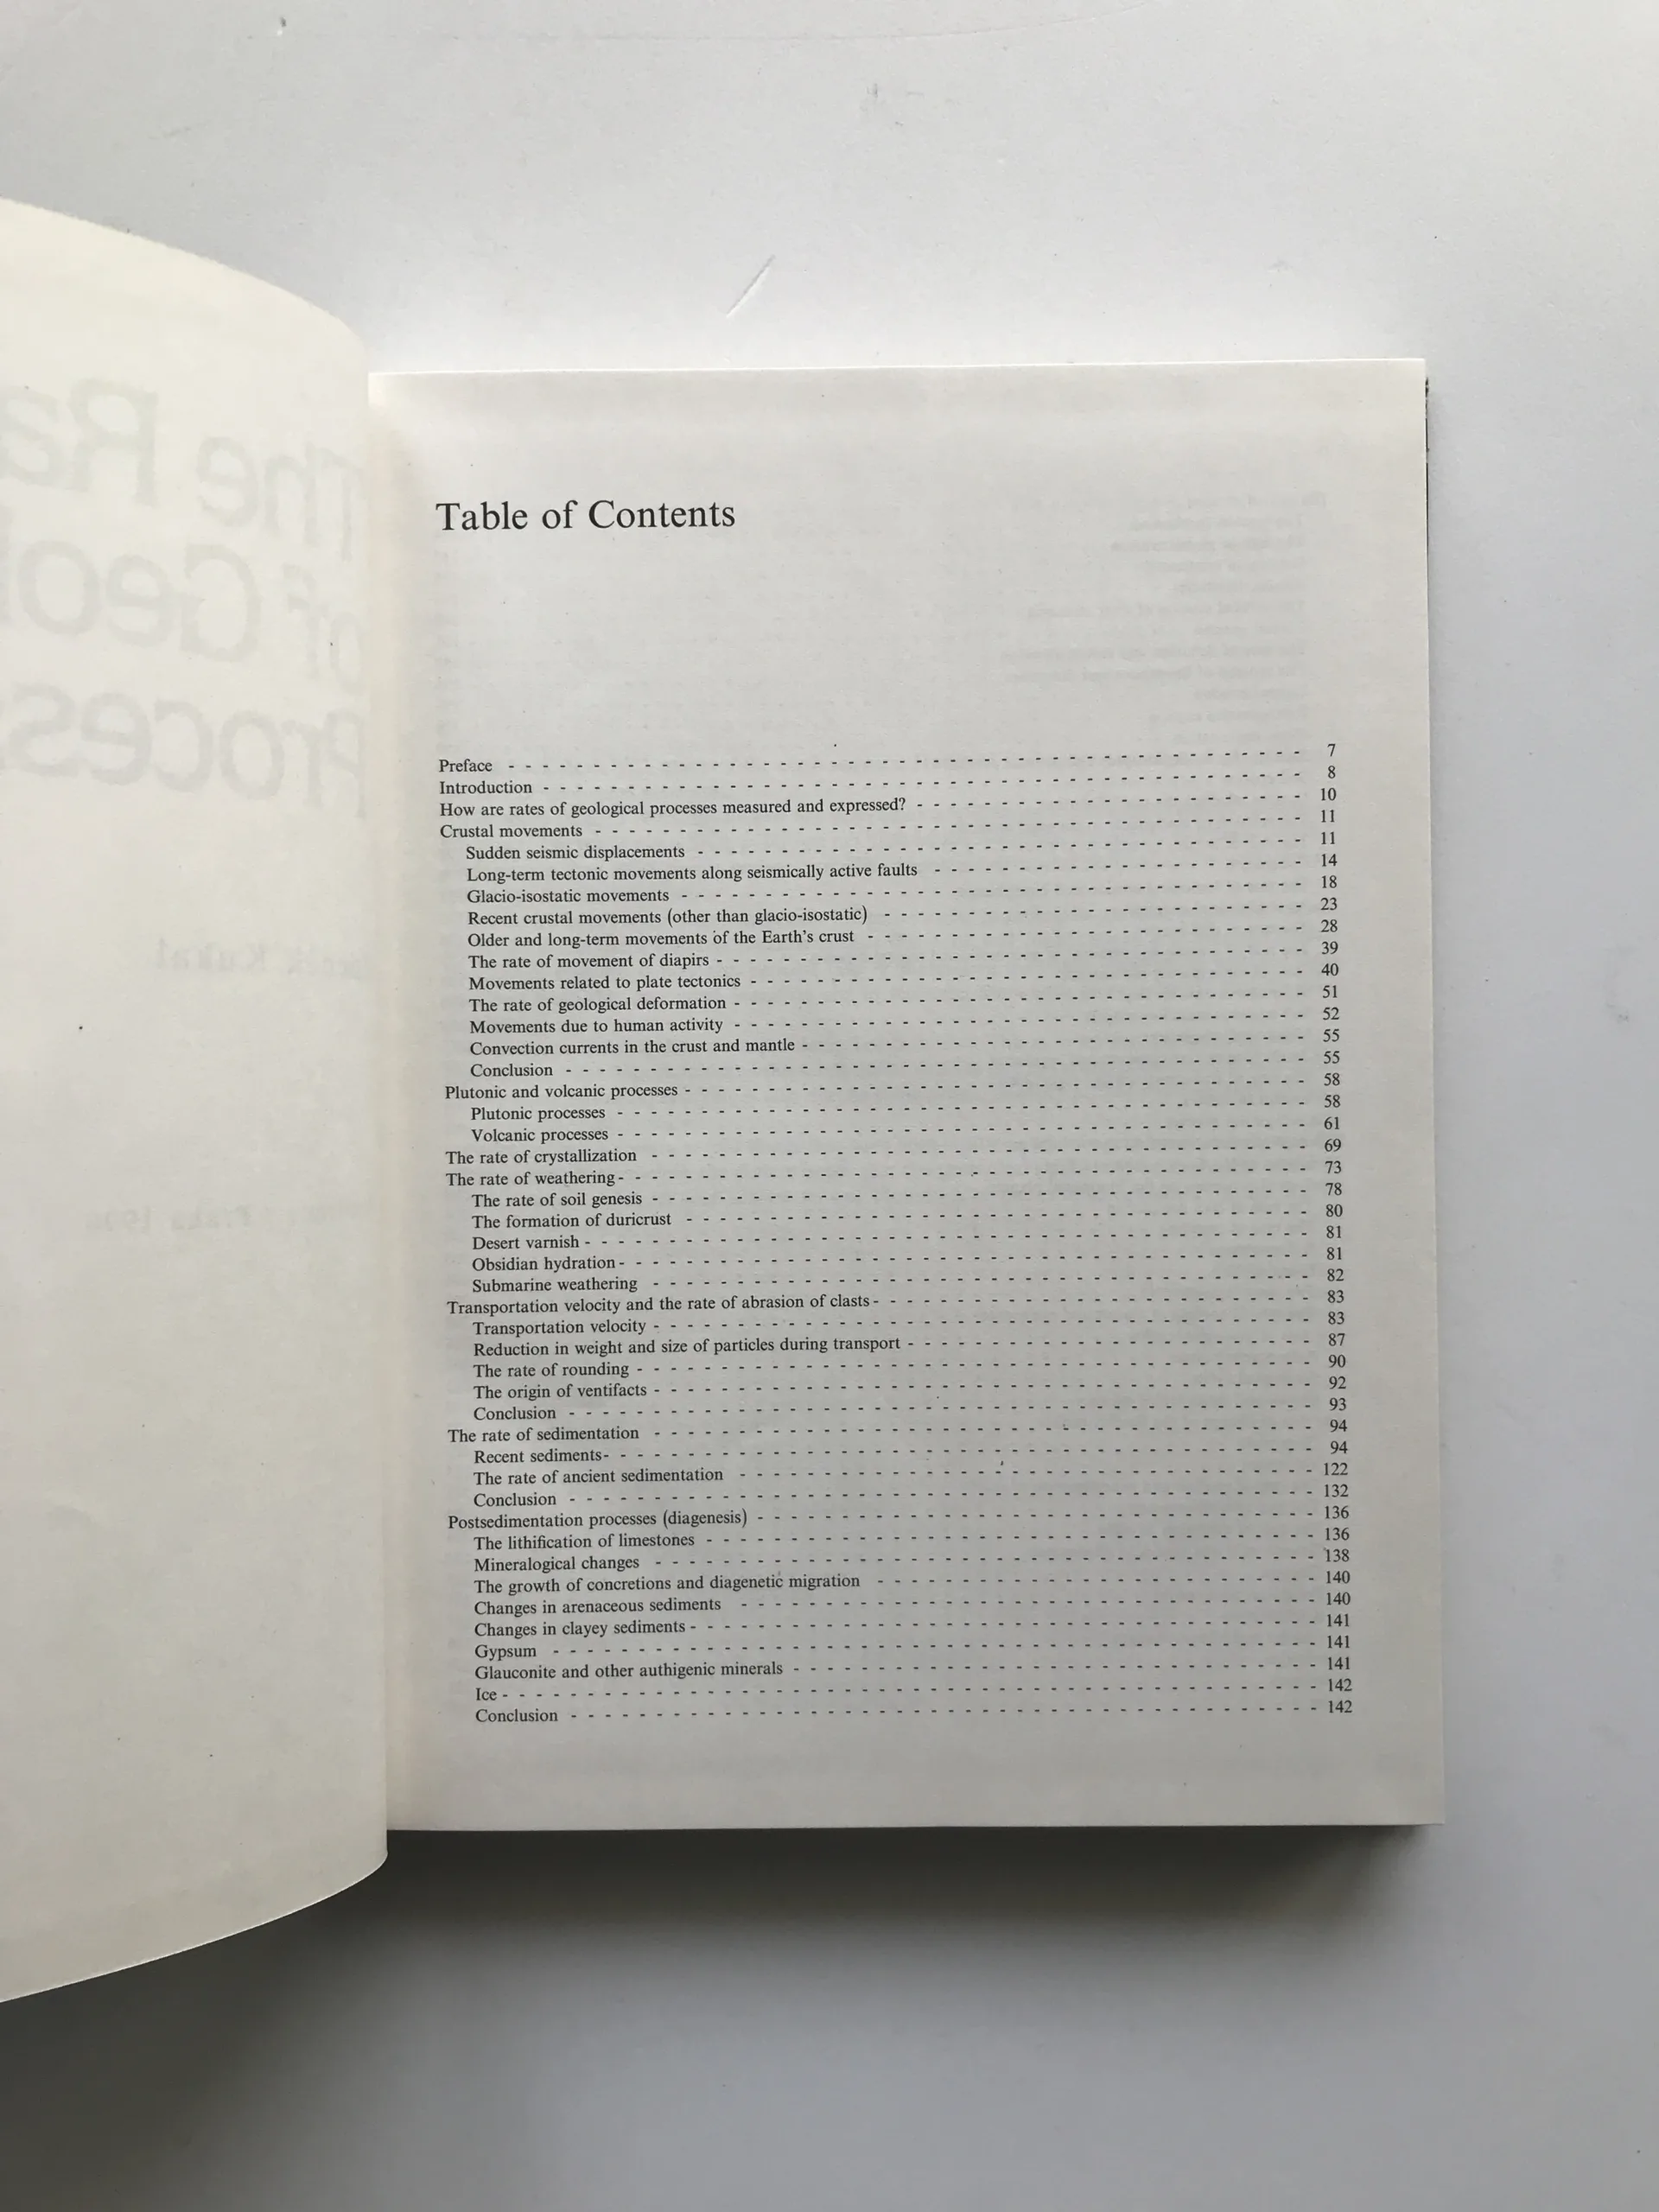 Table of Contents
Preface 7
Introduction 8
How are rates of geological processes measured and expressed? 10
Crustal movements 11
Sudden seismic displacements 11
Long-term tectonic movements along seismically active faults 14
Glacio-isostatic movements 18
Recent crustal movements (other than glacio-isostatic) 23
Older and long-term movements of the Earth's crust 28
The rate of movement of diapirs 39
Movements related to plate tectonics 40
The rate of geological deformation 51
Movements due to human activity 52
Convection currents in the crust and mantle 55
Conclusion 55
Plutonic and volcanic processes 58
Plutonic processes 58
Volcanic processes 61
The rate of crystallization 69
The rate of weathering 73
The rate of soil genesis 78
The formation of duricrust 80
Desert varnish 81
Obsidian hydration 81
Submarine weathering 82
Transportation velocity and the rate of abrasion of clasts 83
Transportation velocity 83
Reduction in weight and size of particles during transport 87
The rate of rounding 90
The origin of ventifacts 92
Conclusion 93
The rate of sedimentation 94
Recent sediments 94
The rate of ancient sedimentation 122
Conclusion 132
Postsedimentation processes (diagenesis) 136
The lithification of limestones 136
Mineralogical changes 138
The growth of concretions and diagenetic migration 140
Changes in arenaceous sediments 140
Changes in clayey sediments 141
Gypsum 141
Glauconite and other authigenic minerals 141
Ice 142
Conclusion 142